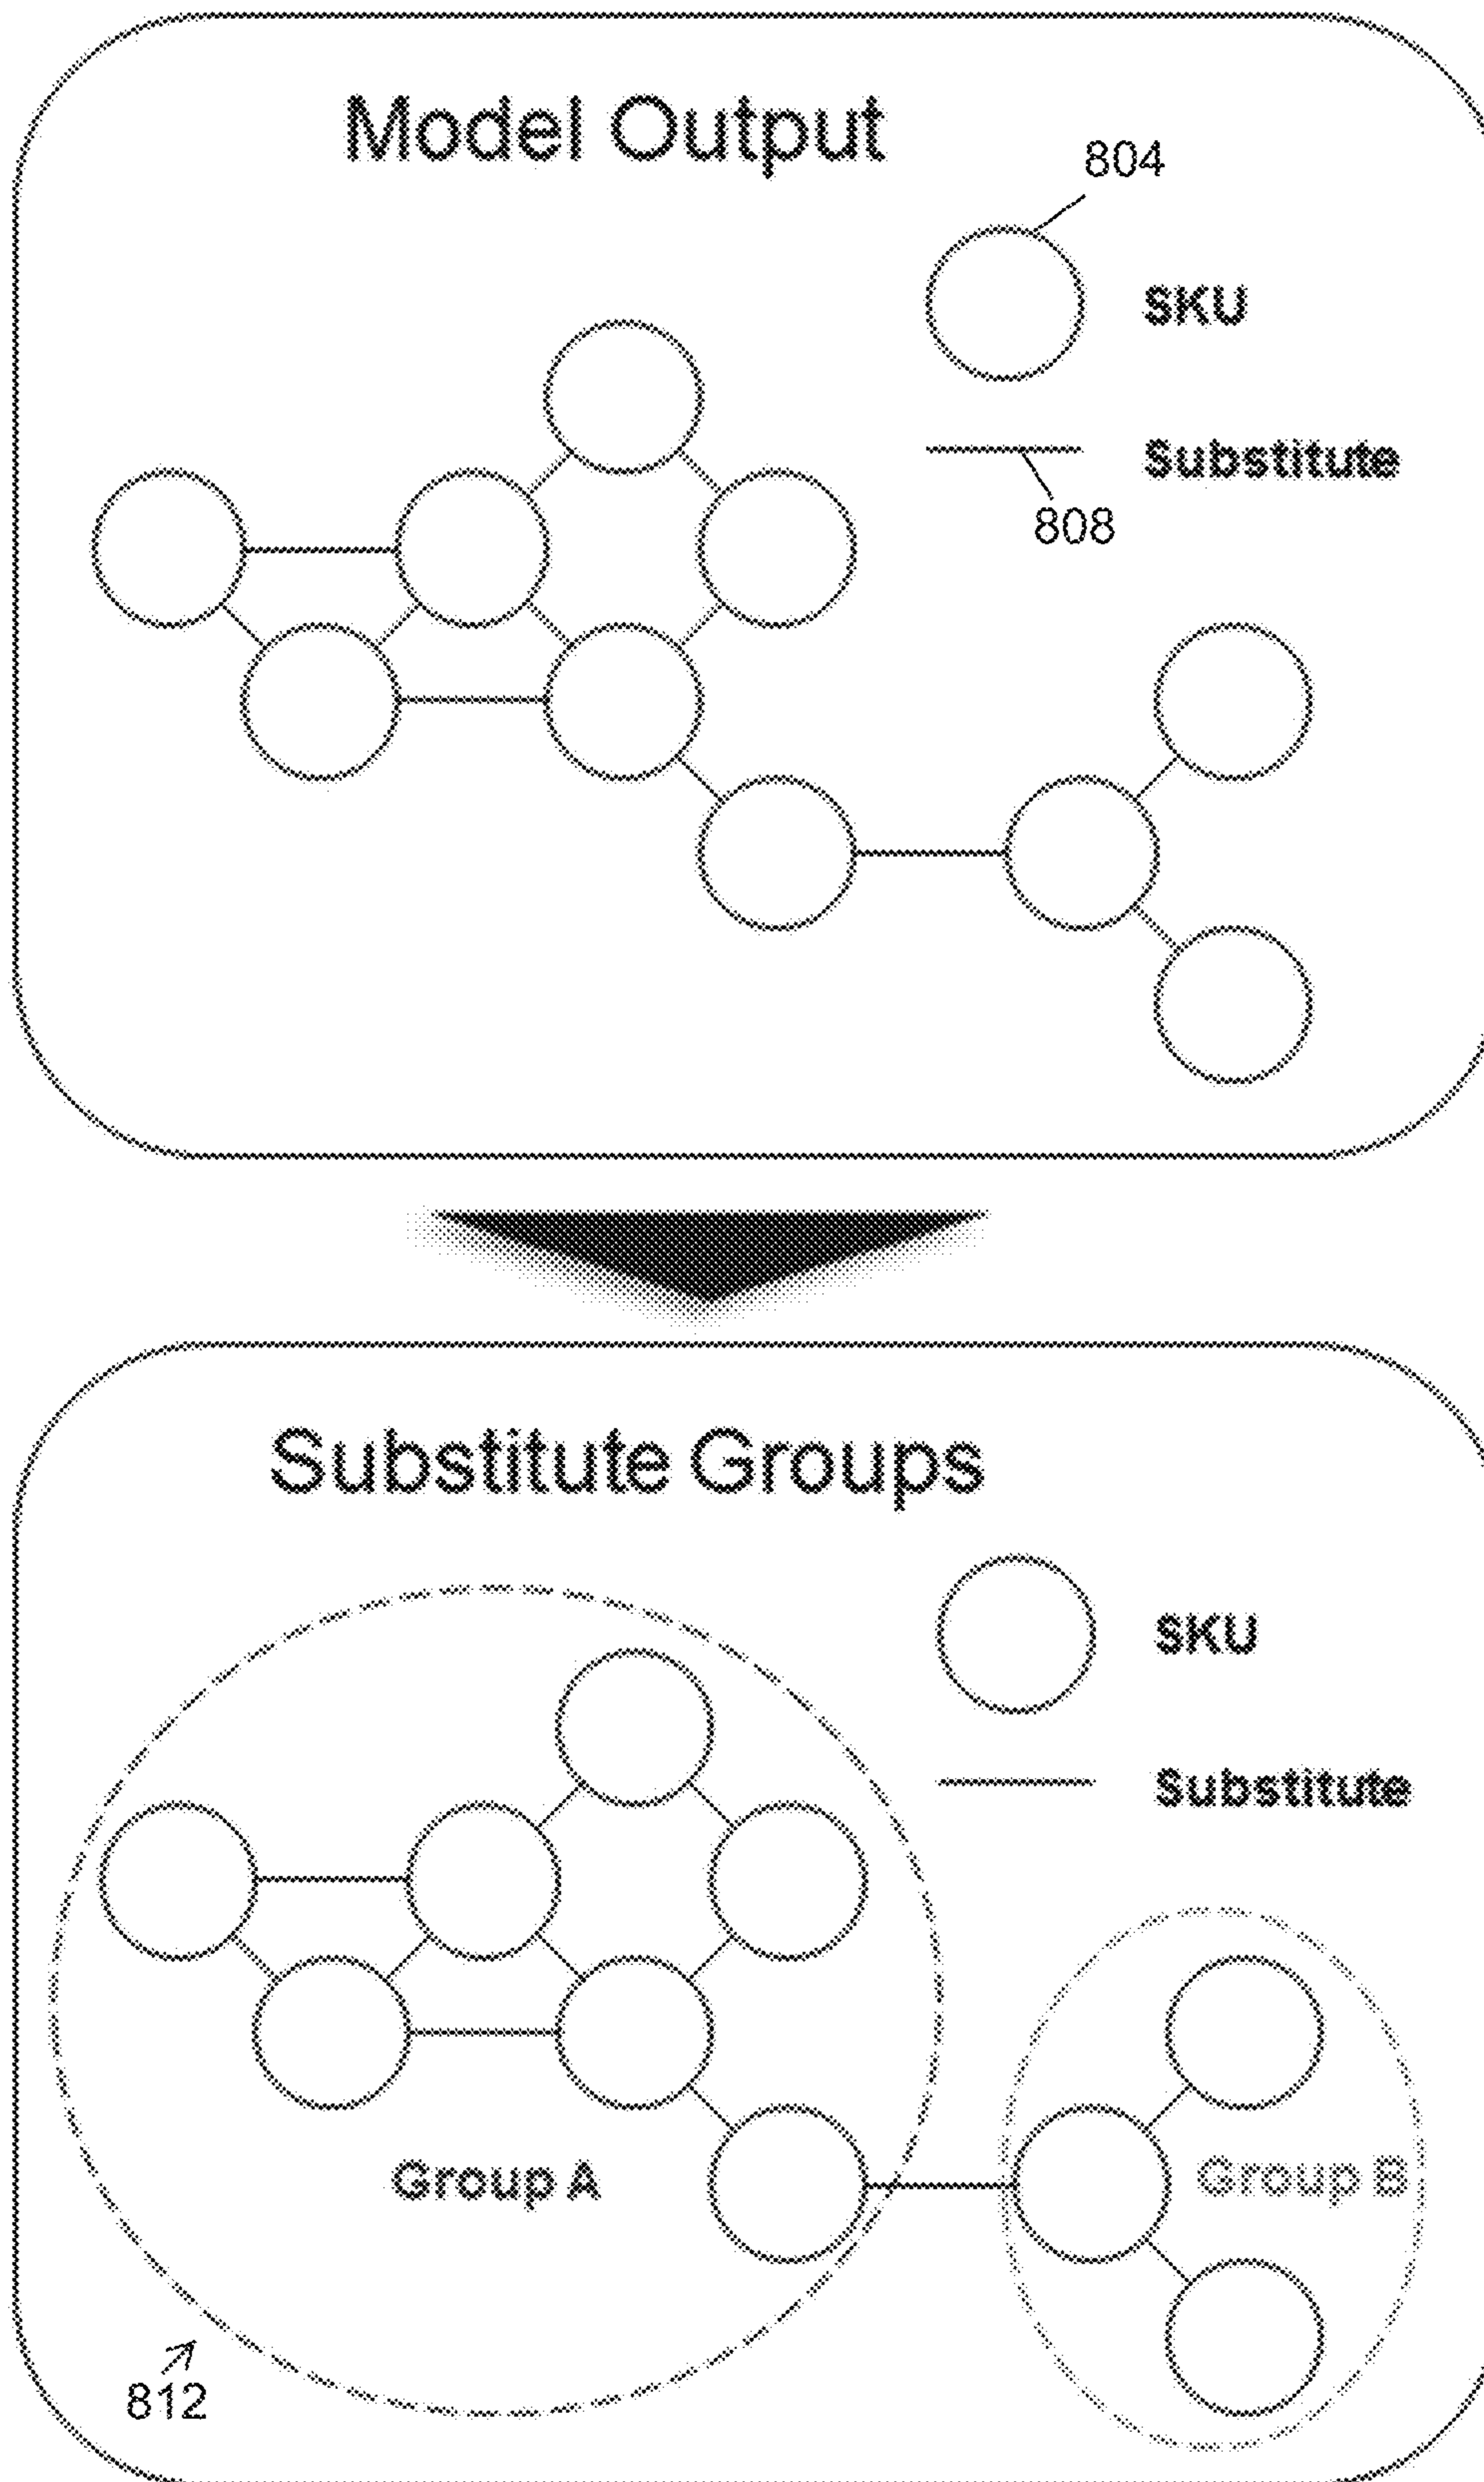 Model Output
804
SKU
Substitute
808
Substitute Groups
SKU
Substitute
Group A
Group B
812